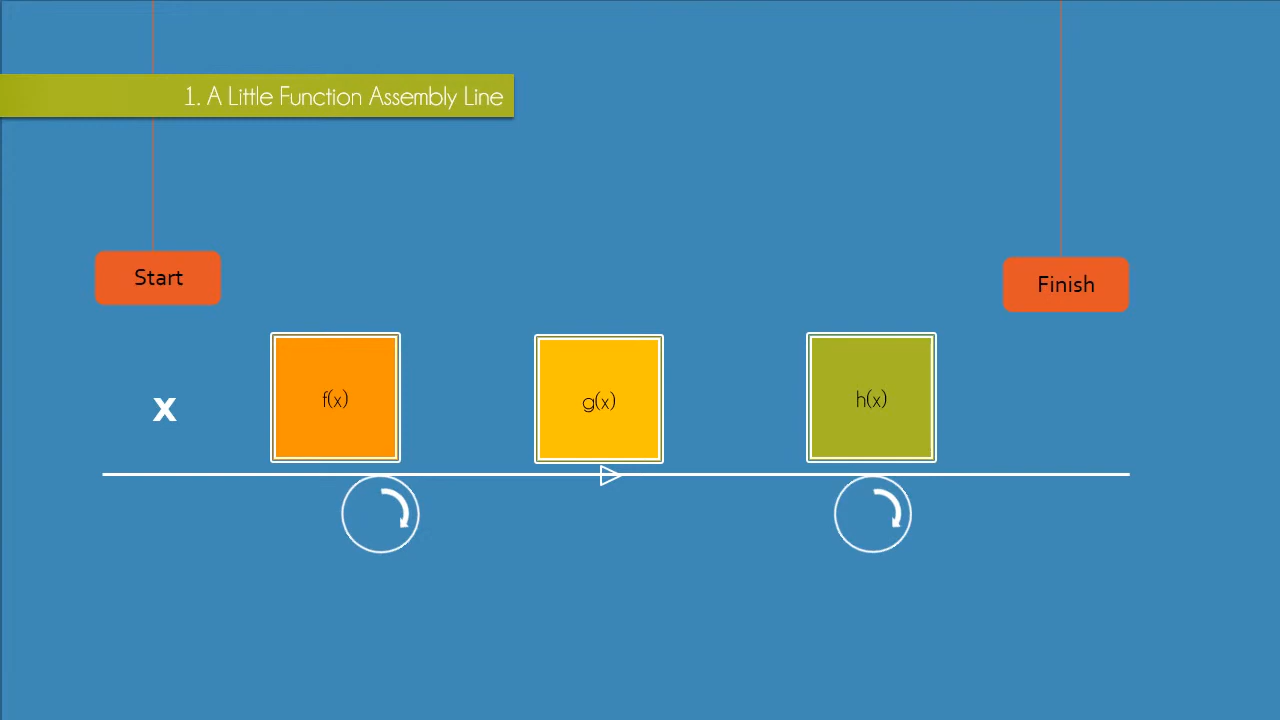 1. A Little Function Assembly Line
Start
Finish
x
f(x)
g(x)
h(x)